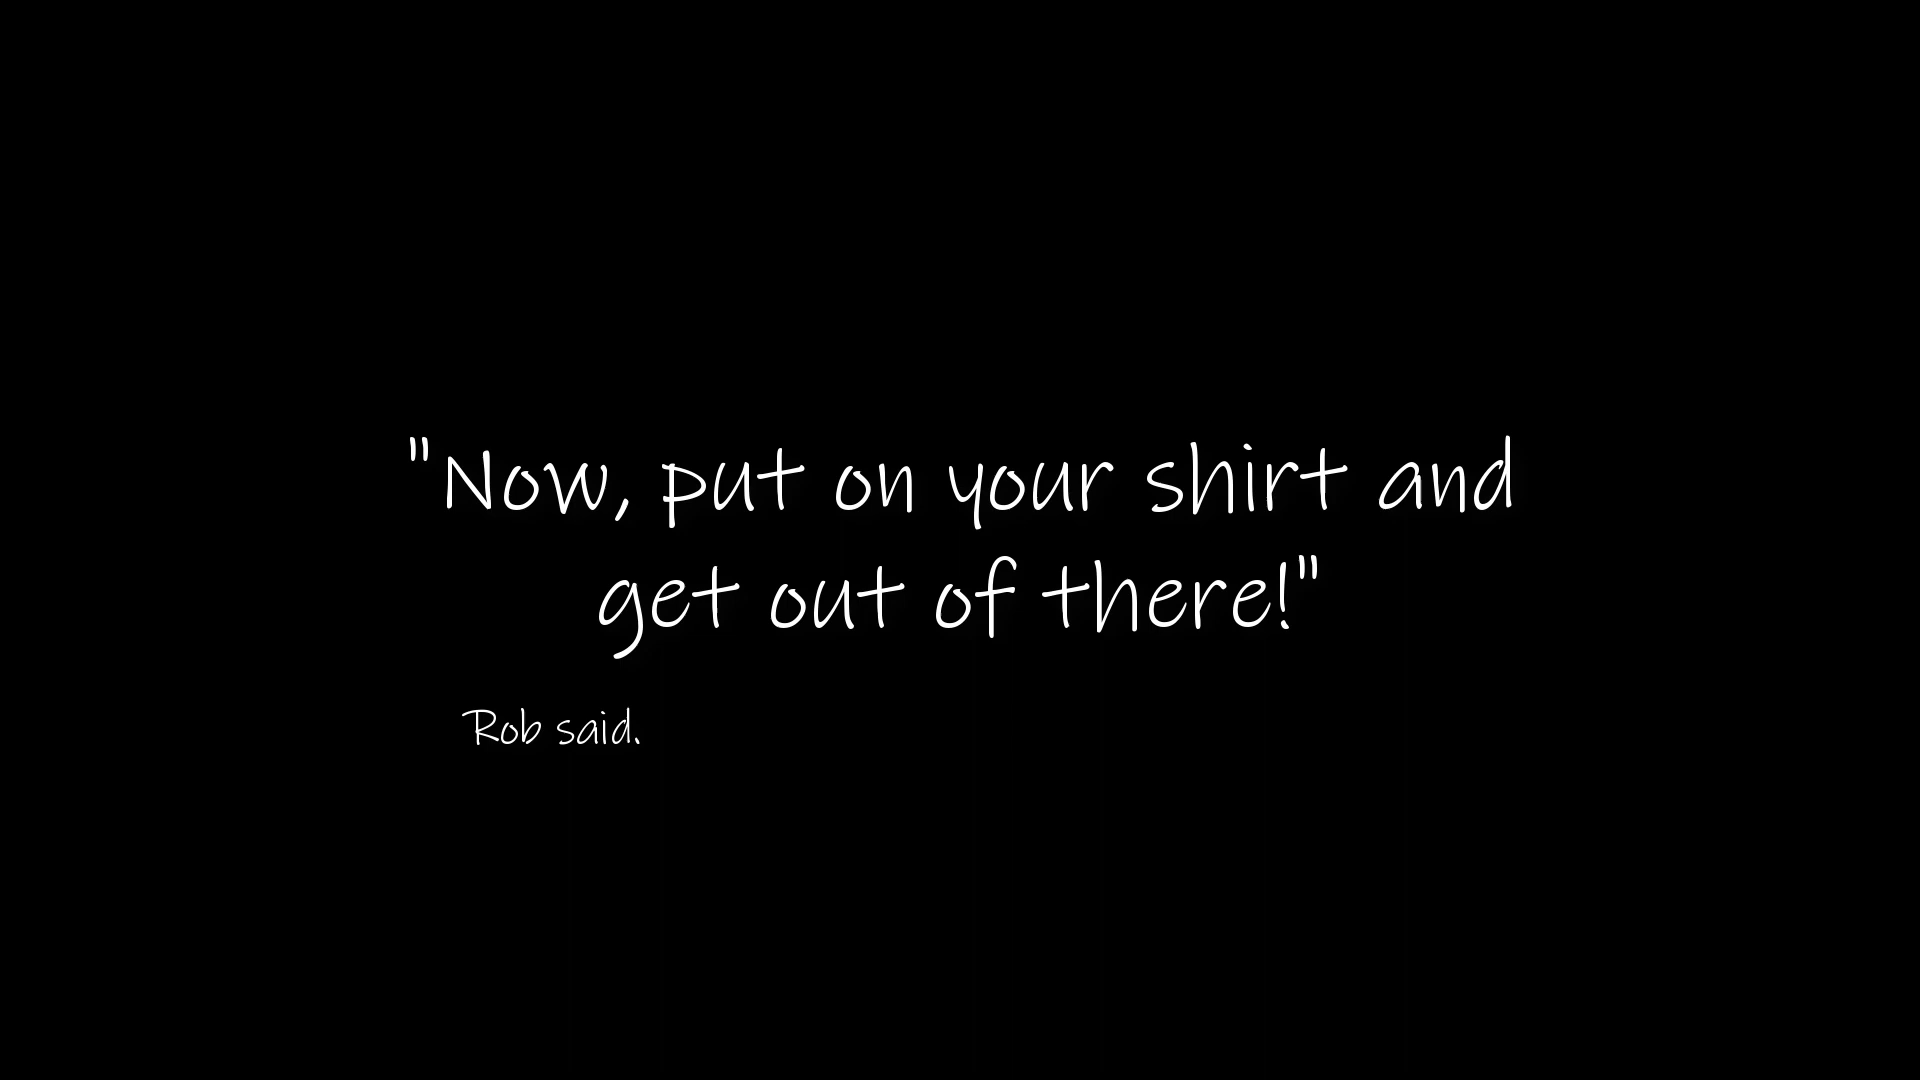 "Now, put on your shirt and
get out of there!"
Rob said.